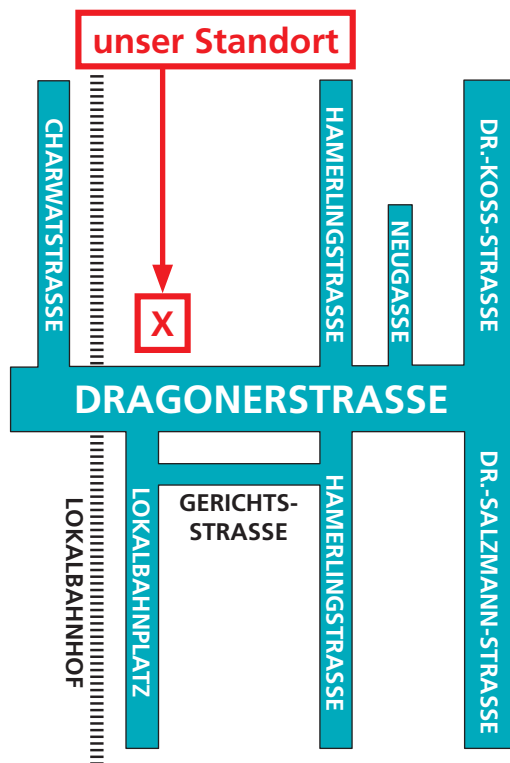 unser Standort
CHARWATSTRASSE
HAMERLINGSTRASSE
NEUGASSE
DR.-KOSS-STRASSE
X
DRAGONERSTRASSE
LOKALBAHNHOF
LOKALBAHNPLATZ
GERICHTS-
STRASSE
HAMERLINGSTRASSE
DR.-SALZMANN-STRASSE